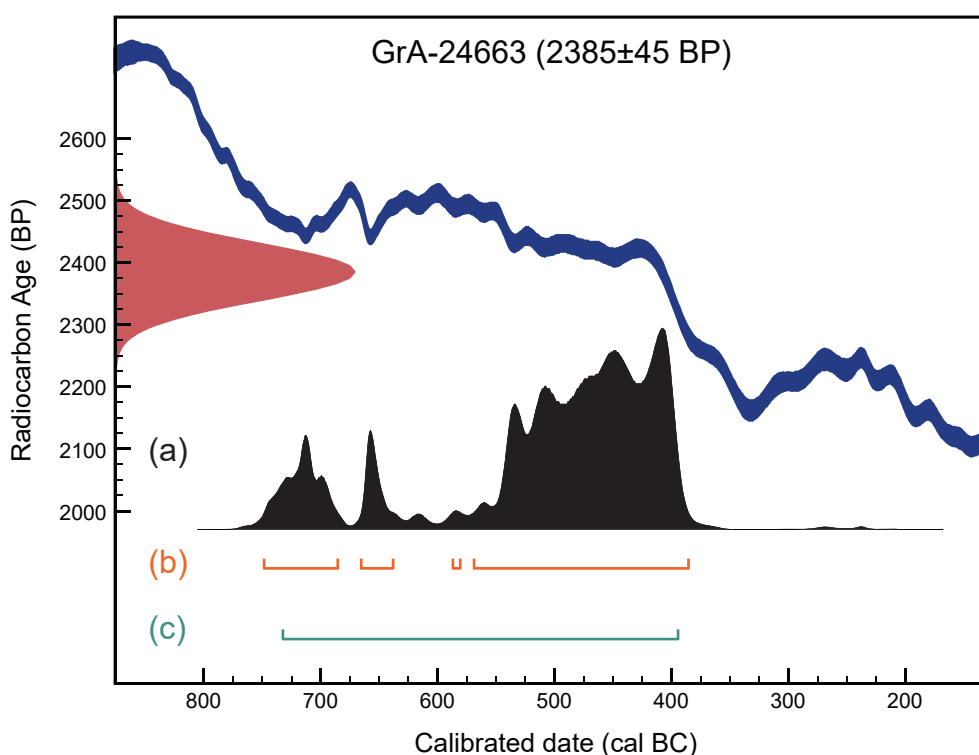 GrA-24663 (2385±45 BP)
Radiocarbon Age (BP)
2600
2500
2400
2300
2200
2100
2000
(a)
(b)
(c)
800 700 600 500 400 300 200
Calibrated date (cal BC)